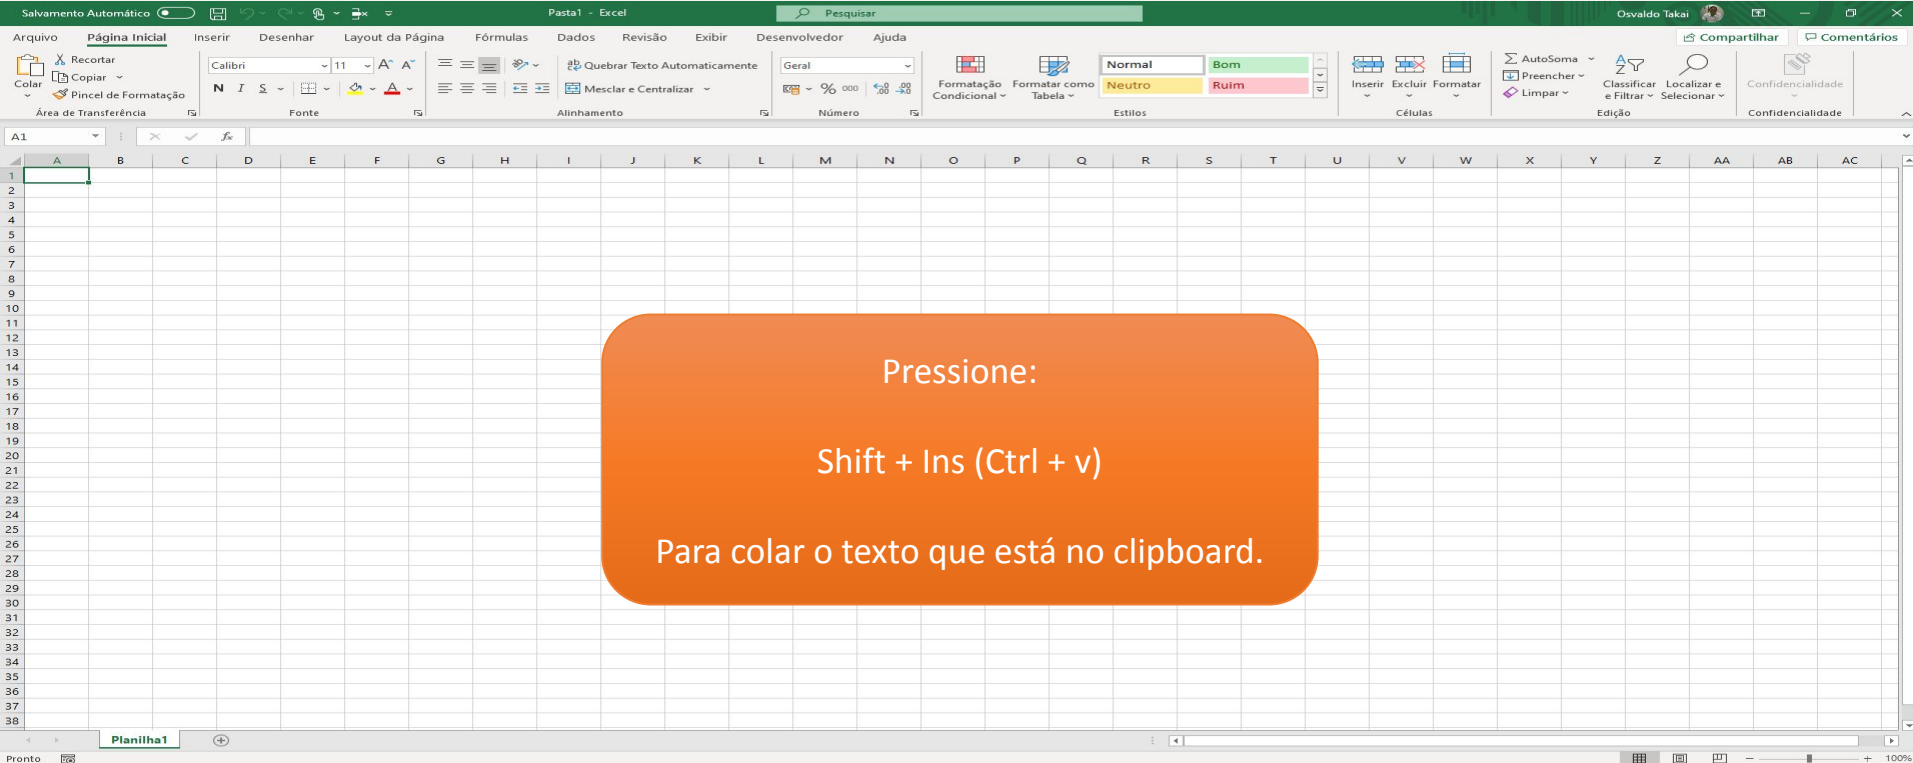 Salvamento Automático
Pasta1 - Excel
Pesquisar
Osvaldo Takai
Arquivo Página Inicial Inserir Desenhar Layout da Página Fórmulas Dados Revisão Exibir Desenvolvedor Ajuda
Compartilhar Comentários
Colar
Recortar
Copiar
Pincel de Formatação
Área de Transferência
Calibri 11 A^ A˅
N I S A
Fonte
ab Quebrar Texto Automaticamente
Mesclar e Centralizar
Alinhamento
Geral
% 000
Número
Formatação Condicional
Formatar como Tabela
Normal Bom
Neutro Ruim
Estilos
Inserir Excluir Formatar
Células
AutoSoma
Preencher
Limpar
Classificar e Filtrar
Localizar e Selecionar
Edição
Confidencialidade
Confidencialidade
A1 fx
A B C D E F G H I J K L M N O P Q R S T U V W X Y Z AA AB AC
1
2
3
4
5
6
7
8
9
10
11
12
13
14
15
16
17
18
19
20
21
22
23
24
25
26
27
28
29
30
31
32
33
34
35
36
37
38
Pressione:
Shift + Ins (Ctrl + v)
Para colar o texto que está no clipboard.
Planilha1
Pronto
100%